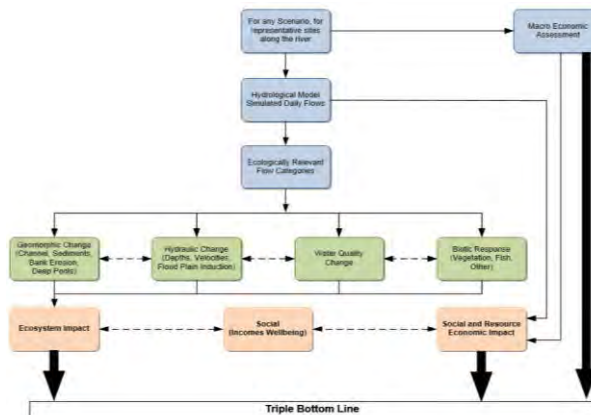 For any Scenario, for
representative sites
along the river
Macro Economic
Assessment
Hydrological Model
Simulated Daily Flows
Ecologically Relevant
Flow Categories
Geomorphic Change
(Channel, Sediments,
Bank Erosion,
Deep Pools)
Hydraulic Change
(Depths, Velocities,
Flood Plain Induction)
Water Quality
Change
Biotic Response
(Vegetation, Fish,
Other)
Ecosystem Impact
Social
(Incomes Wellbeing)
Social and Resource
Economic Impact
Triple Bottom Line